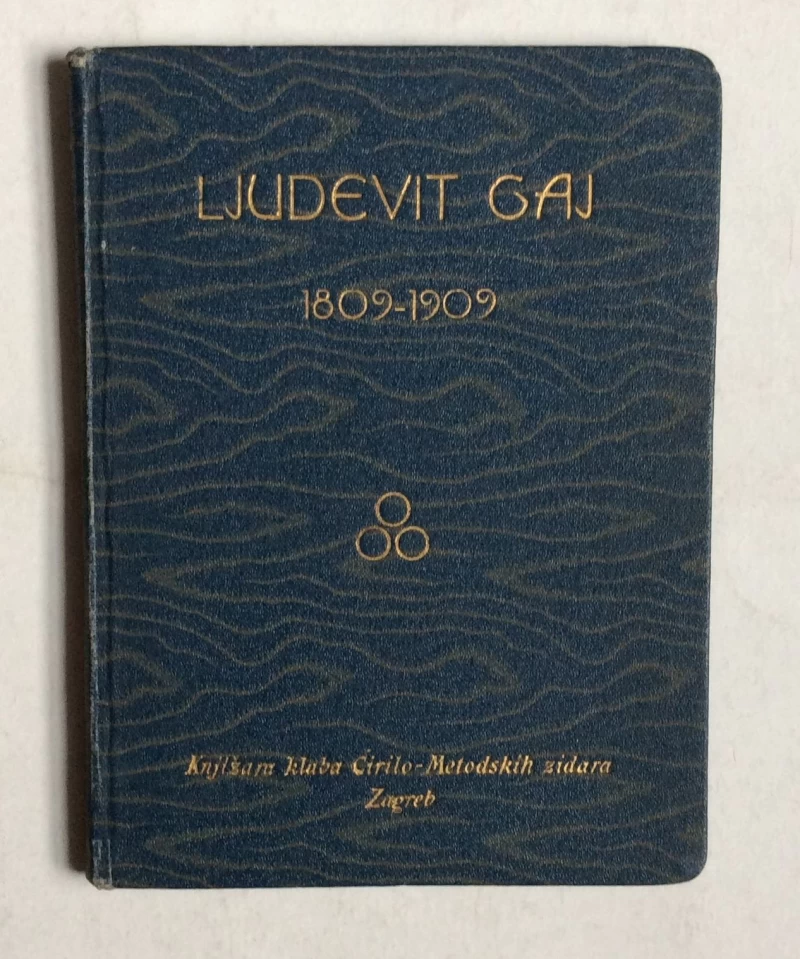 LJUDEVIT GAJ
1809-1909
Knjižara kluba Ćirilo-Metodskih zidara
Zagreb